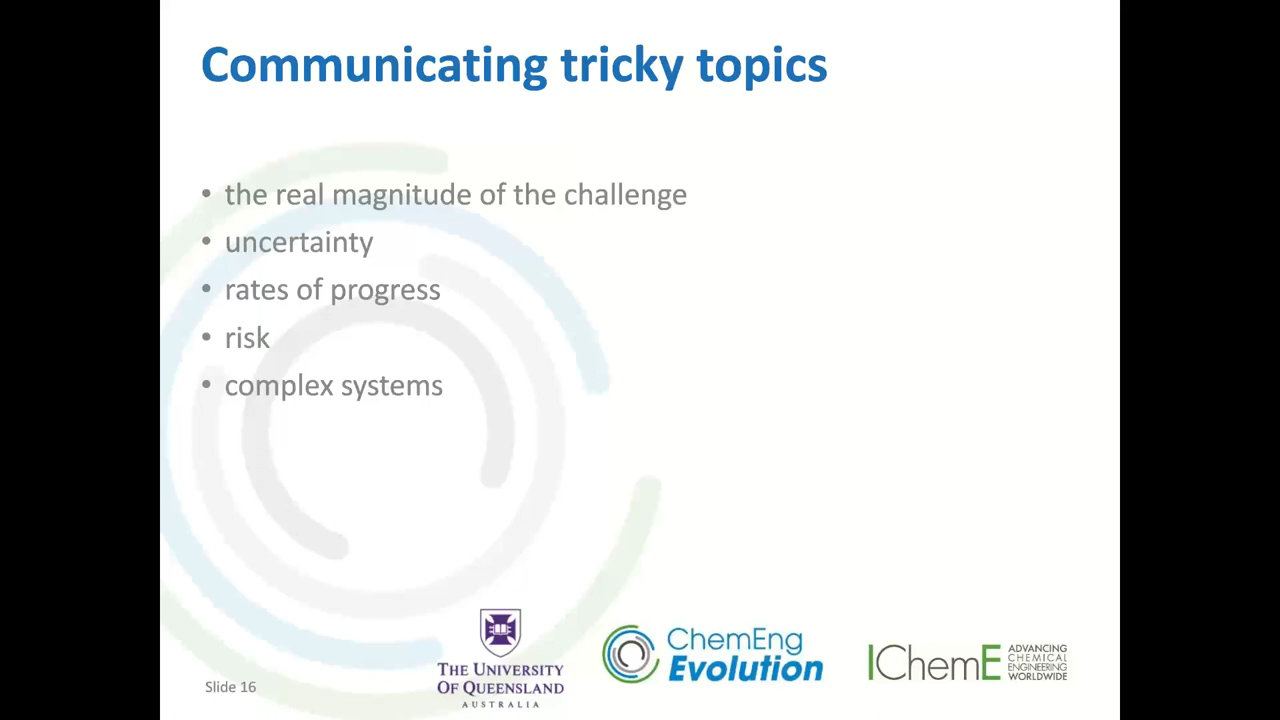 Communicating tricky topics
• the real magnitude of the challenge
• uncertainty
• rates of progress
• risk
• complex systems
Slide 16
THE UNIVERSITY
OF QUEENSLAND
AUSTRALIA
ChemEng
Evolution
IChemE
ADVANCING
CHEMICAL
ENGINEERING
WORLDWIDE